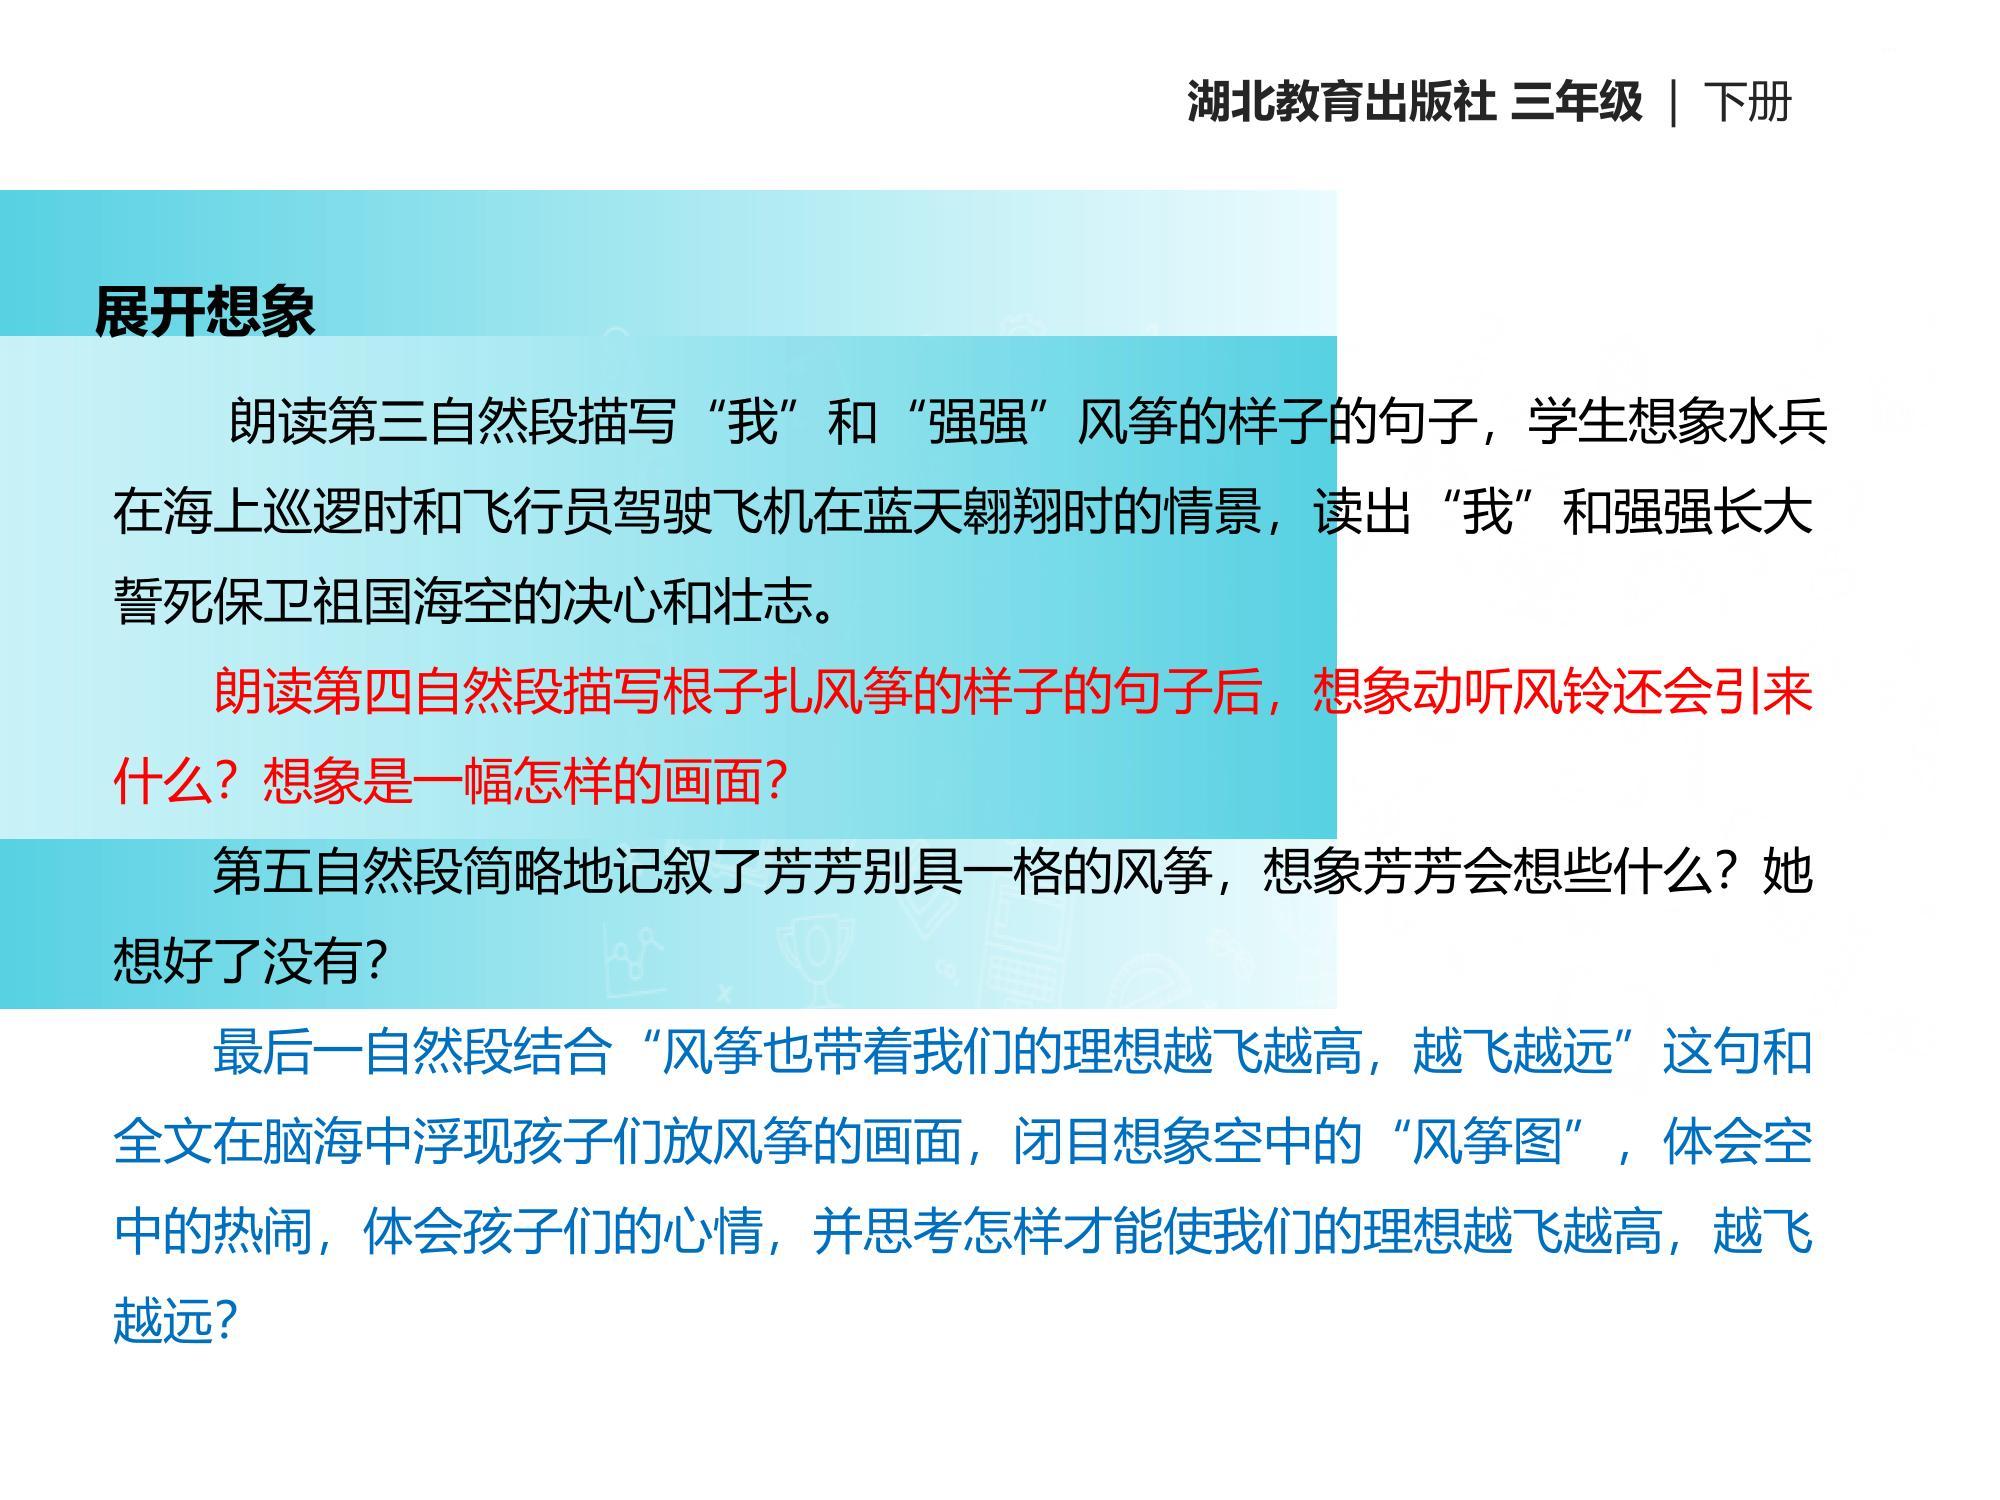 湖北教育出版社 三年级 | 下册
展开想象
朗读第三自然段描写“我”和“强强”风筝的样子的句子，学生想象水兵
在海上巡逻时和飞行员驾驶飞机在蓝天翱翔时的情景，读出“我”和强强长大
誓死保卫祖国海空的决心和壮志。
朗读第四自然段描写根子扎风筝的样子的句子后，想象动听风铃还会引来
什么？想象是一幅怎样的画面？
第五自然段简略地记叙了芳芳别具一格的风筝，想象芳芳会想些什么？她
想好了没有？
最后一自然段结合“风筝也带着我们的理想越飞越高，越飞越远”这句和
全文在脑海中浮现孩子们放风筝的画面，闭目想象空中的“风筝图”，体会空
中的热闹，体会孩子们的心情，并思考怎样才能使我们的理想越飞越高，越飞
越远？